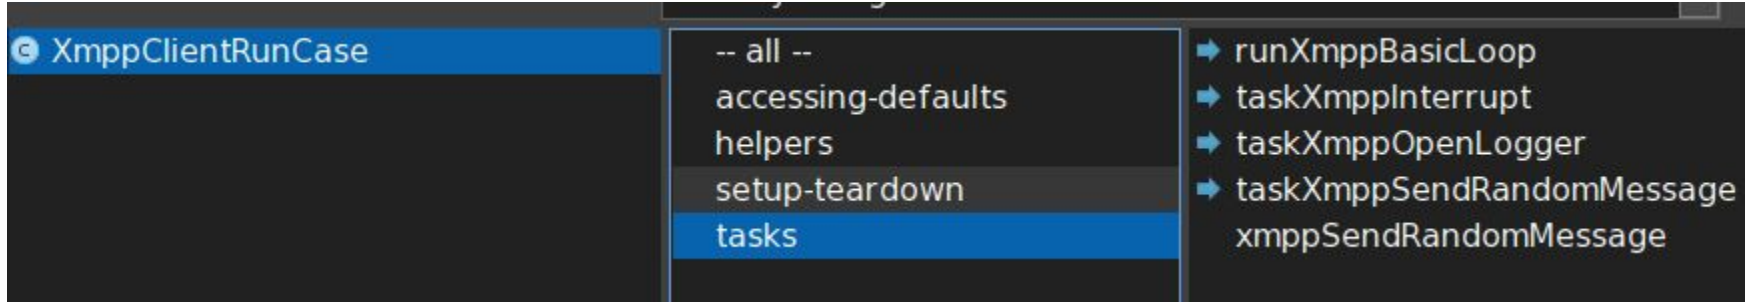 XmppClientRunCase
-- all --
accessing-defaults
helpers
setup-teardown
tasks
runXmppBasicLoop
taskXmppInterrupt
taskXmppOpenLogger
taskXmppSendRandomMessage
xmppSendRandomMessage